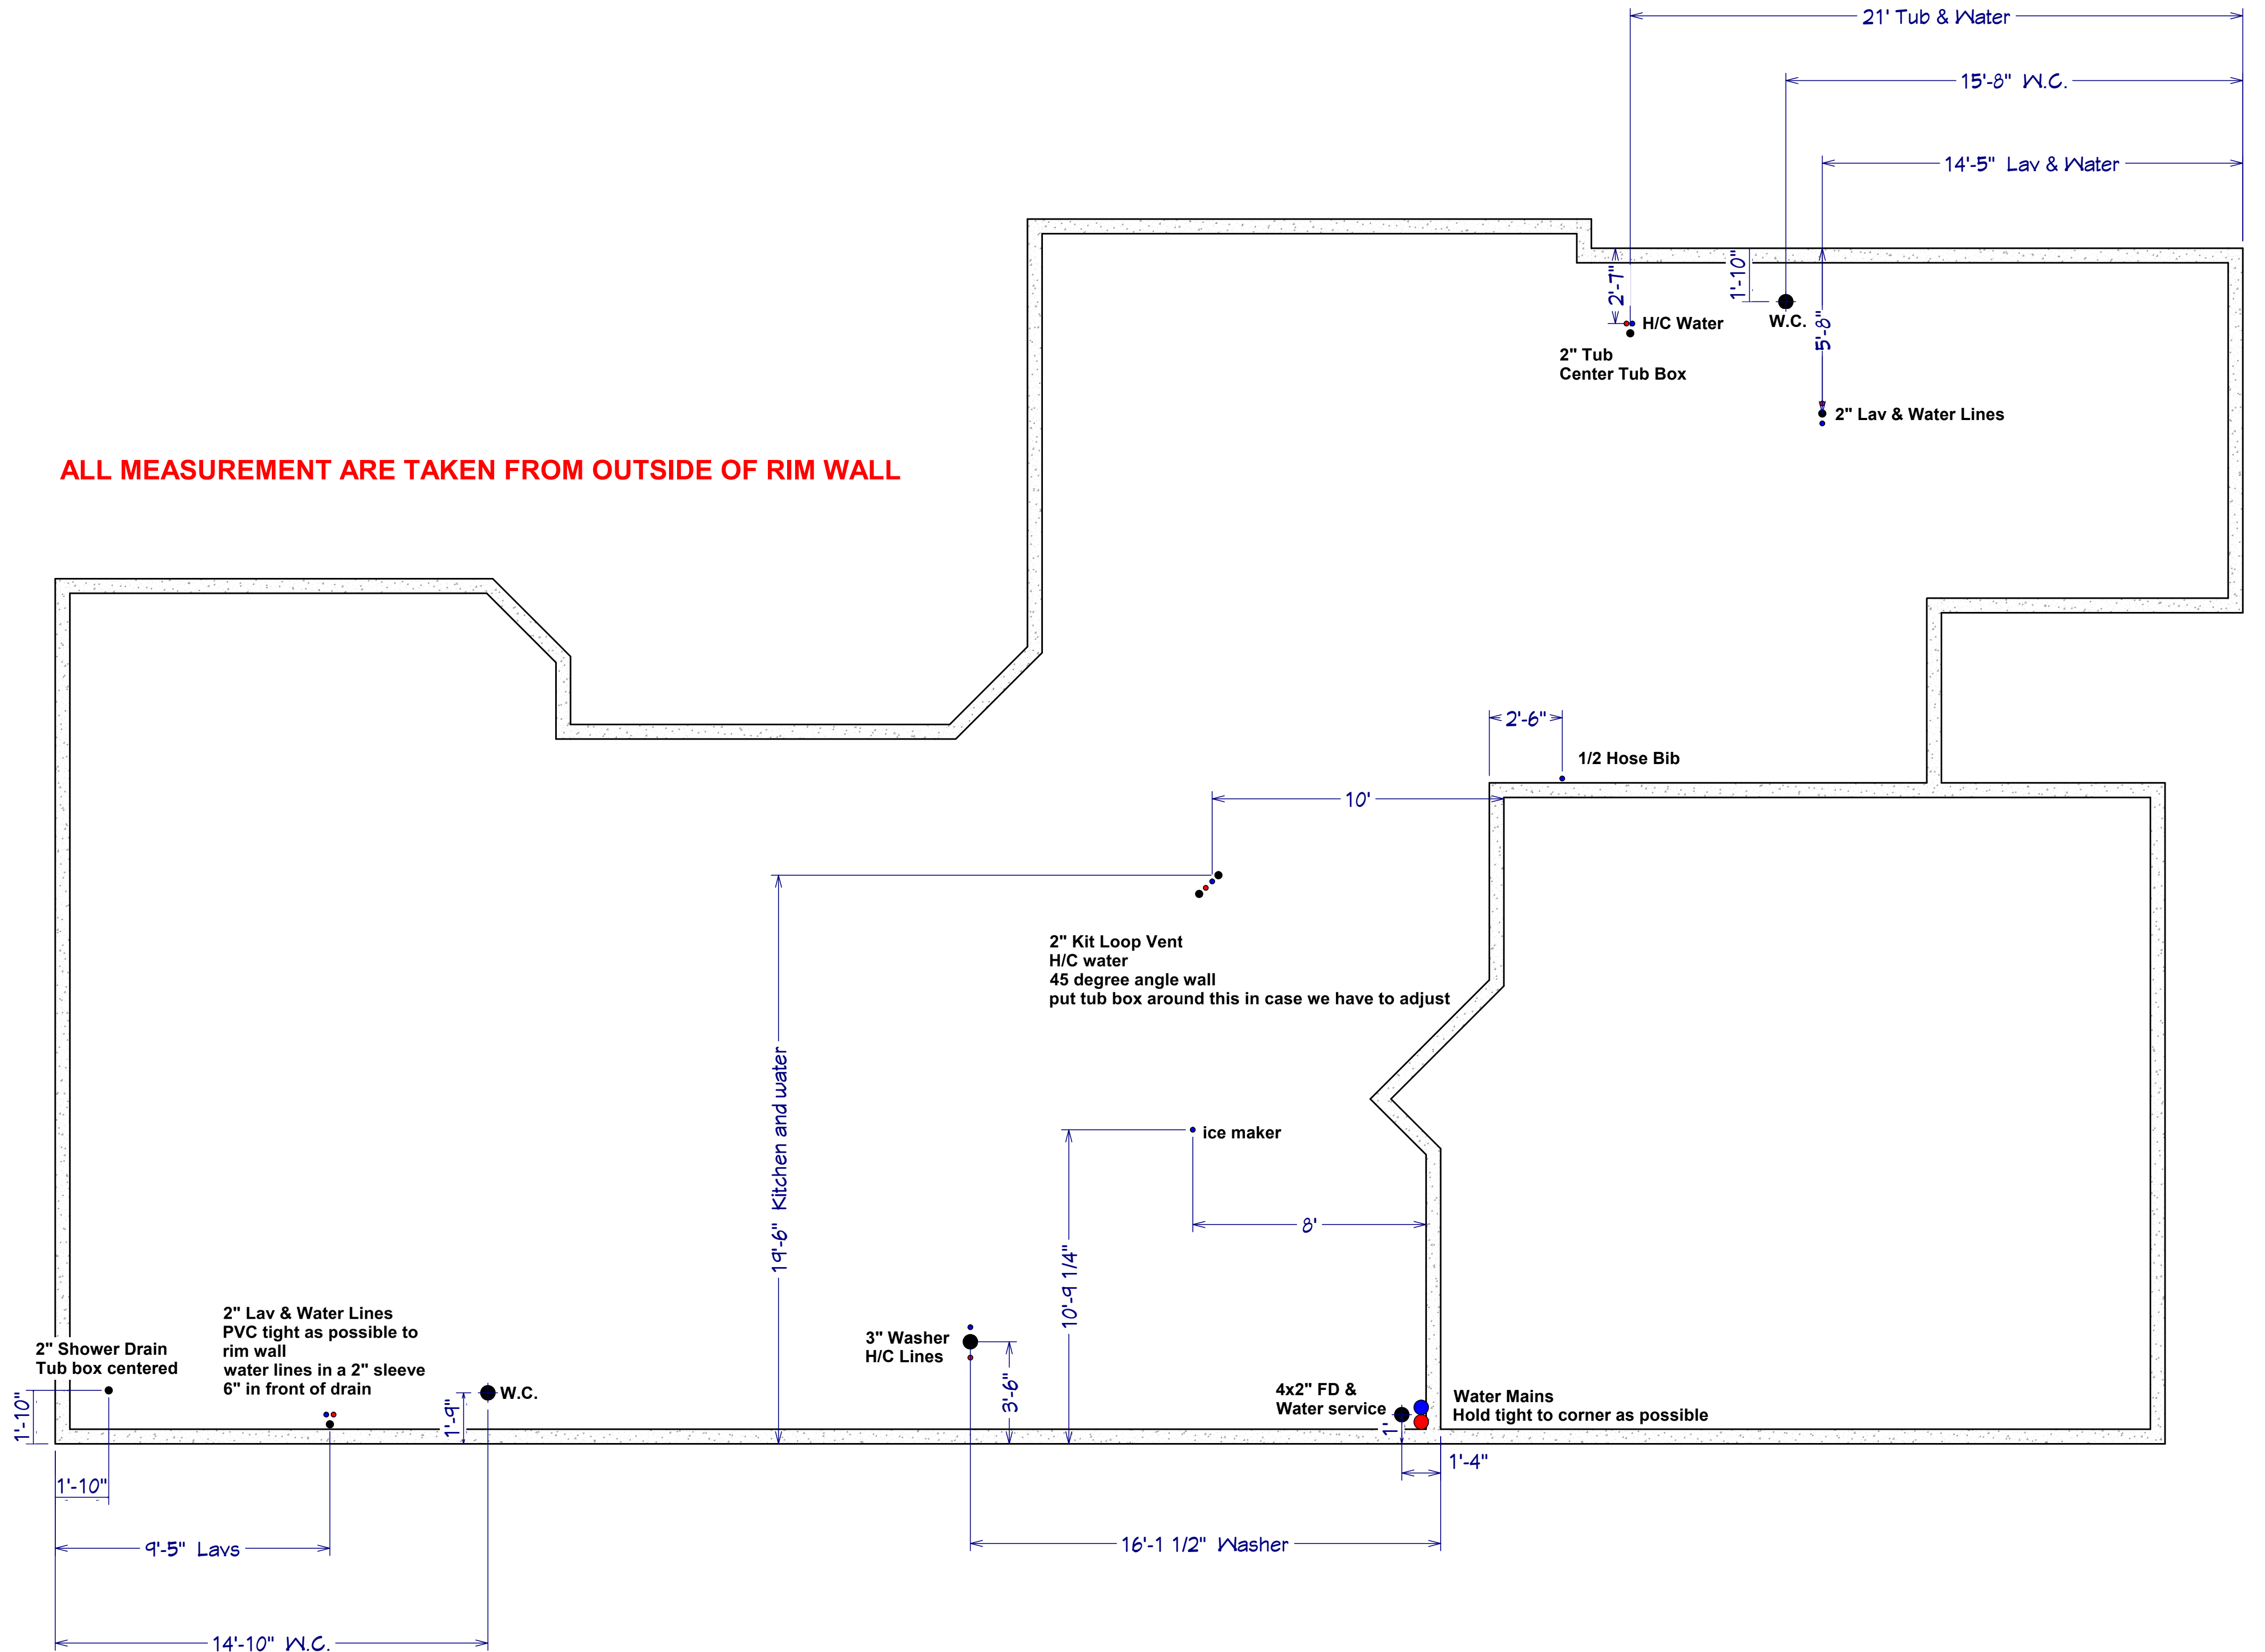 21' Tub & Water
15'-8" W.C.
14'-5" Lav & Water
2'-7"
1'-10"
5'-8"
H/C Water
W.C.
2" Tub
Center Tub Box
2" Lav & Water Lines
ALL MEASUREMENT ARE TAKEN FROM OUTSIDE OF RIM WALL
2'-6"
1/2 Hose Bib
10'
2" Kit Loop Vent
H/C water
45 degree angle wall
put tub box around this in case we have to adjust
19'-6" Kitchen and water
ice maker
8'
10'-9 1/4"
2" Shower Drain
Tub box centered
2" Lav & Water Lines
PVC tight as possible to
rim wall
water lines in a 2" sleeve
6" in front of drain
W.C.
3" Washer
H/C Lines
3'-6"
4x2" FD &
Water service
Water Mains
Hold tight to corner as possible
1'-10"
1'-9"
1'
1'-4"
1'-10"
9'-5" Lavs
16'-1 1/2" Washer
14'-10" W.C.